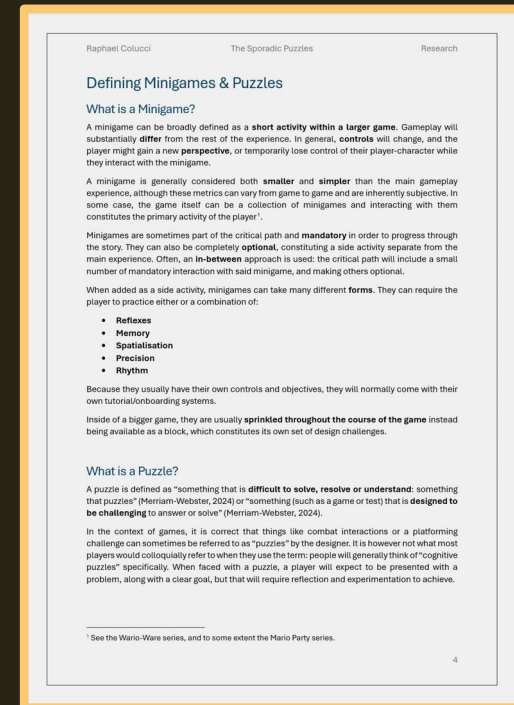 Raphael Colucci The Sporadic Puzzles Research
Defining Minigames & Puzzles
What is a Minigame?
A minigame can be broadly defined as a short activity within a larger game. Gameplay will
substantially differ from the rest of the experience. In general, controls will change, and the
player might gain a new perspective, or temporarily lose control of their player-character while
they interact with the minigame.
A minigame is generally considered both smaller and simpler than the main gameplay
experience, although these metrics can vary from game to game and are inherently subjective. In
some case, the game itself can be a collection of minigames and interacting with them
constitutes the primary activity of the player¹.
Minigames are sometimes part of the critical path and mandatory in order to progress through
the story. They can also be completely optional, constituting a side activity separate from the
main experience. Often, an in-between approach is used: the critical path will include a small
number of mandatory interaction with said minigame, and making others optional.
When added as a side activity, minigames can take many different forms. They can require the
player to practice either or a combination of:
• Reflexes
• Memory
• Spatialisation
• Precision
• Rhythm
Because they usually have their own controls and objectives, they will normally come with their
own tutorial/onboarding systems.
Inside of a bigger game, they are usually sprinkled throughout the course of the game instead
being available as a block, which constitutes its own set of design challenges.
What is a Puzzle?
A puzzle is defined as “something that is difficult to solve, resolve or understand: something
that puzzles” (Merriam-Webster, 2024) or “something (such as a game or test) that is designed to
be challenging to answer or solve” (Merriam-Webster, 2024).
In the context of games, it is correct that things like combat interactions or a platforming
challenge can sometimes be referred to as “puzzles” by the designer. It is however not what most
players would colloquially refer to when they use the term: people will generally think of “cognitive
puzzles” specifically. When faced with a puzzle, a player will expect to be presented with a
problem, along with a clear goal, but that will require reflection and experimentation to achieve.
¹ See the Wario-Ware series, and to some extent the Mario Party series.
4